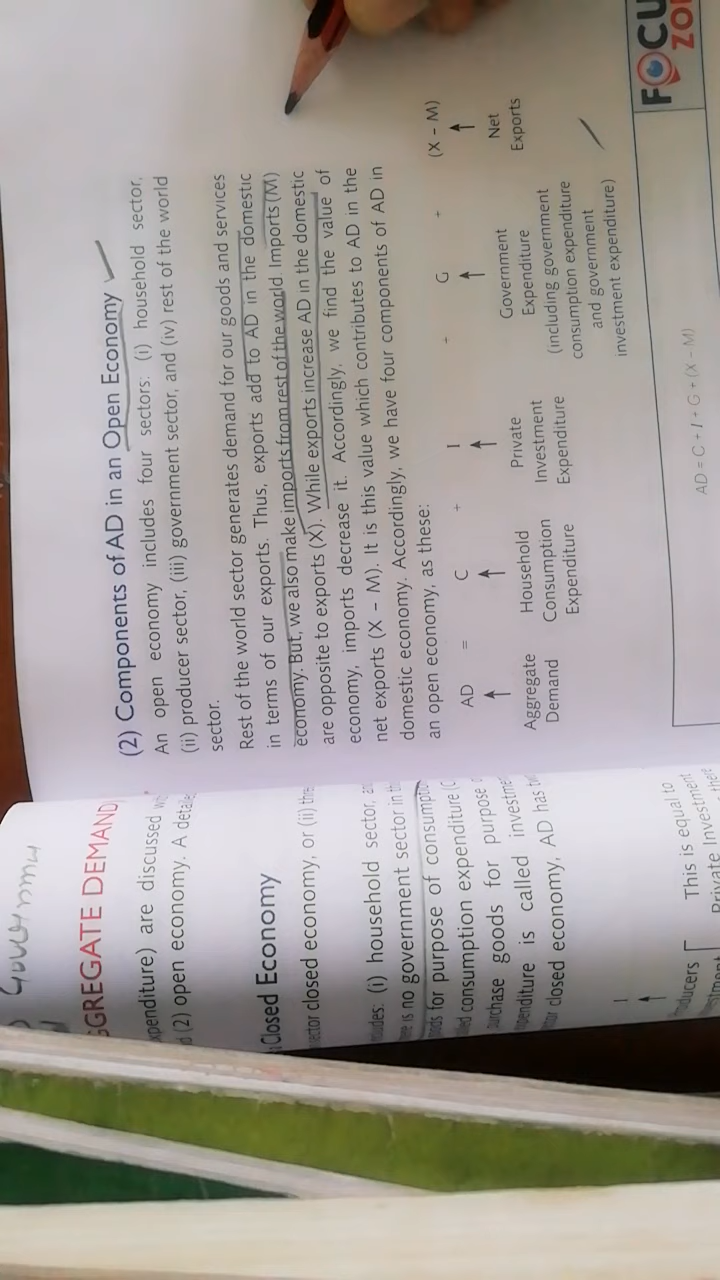 Governmu
GGREGATE DEMAND
penditure) are discussed
(2) open economy. A
Closed Economy
closed economy, or (ii)
(i) household sector,
is no government sector in
for purpose of
consumption expenditure
purchase goods for purpose
is called
closed economy, AD has
I
This is equal to
Private Investment
(2) Components of AD in an Open Economy
An open economy includes four sectors: (i) household sector,
(ii) producer sector, (iii) government sector, and (iv) rest of the world
sector.
Rest of the world sector generates demand for our goods and services
in terms of our exports. Thus, exports add to AD in the domestic
economy. But, we also make imports from rest of the world. Imports (M)
are opposite to exports (X). While exports increase AD in the domestic
economy, imports decrease it. Accordingly, we find the value of
net exports (X – M). It is this value which contributes to AD in the
domestic economy. Accordingly, we have four components of AD in
an open economy, as these:
AD = C + I + G + (X – M)
Aggregate Demand
Household Consumption Expenditure
Private Investment Expenditure
Government Expenditure (including government consumption expenditure and government investment expenditure)
Net Exports
FOCU
ZO
AD = C + I + G + (X – M)